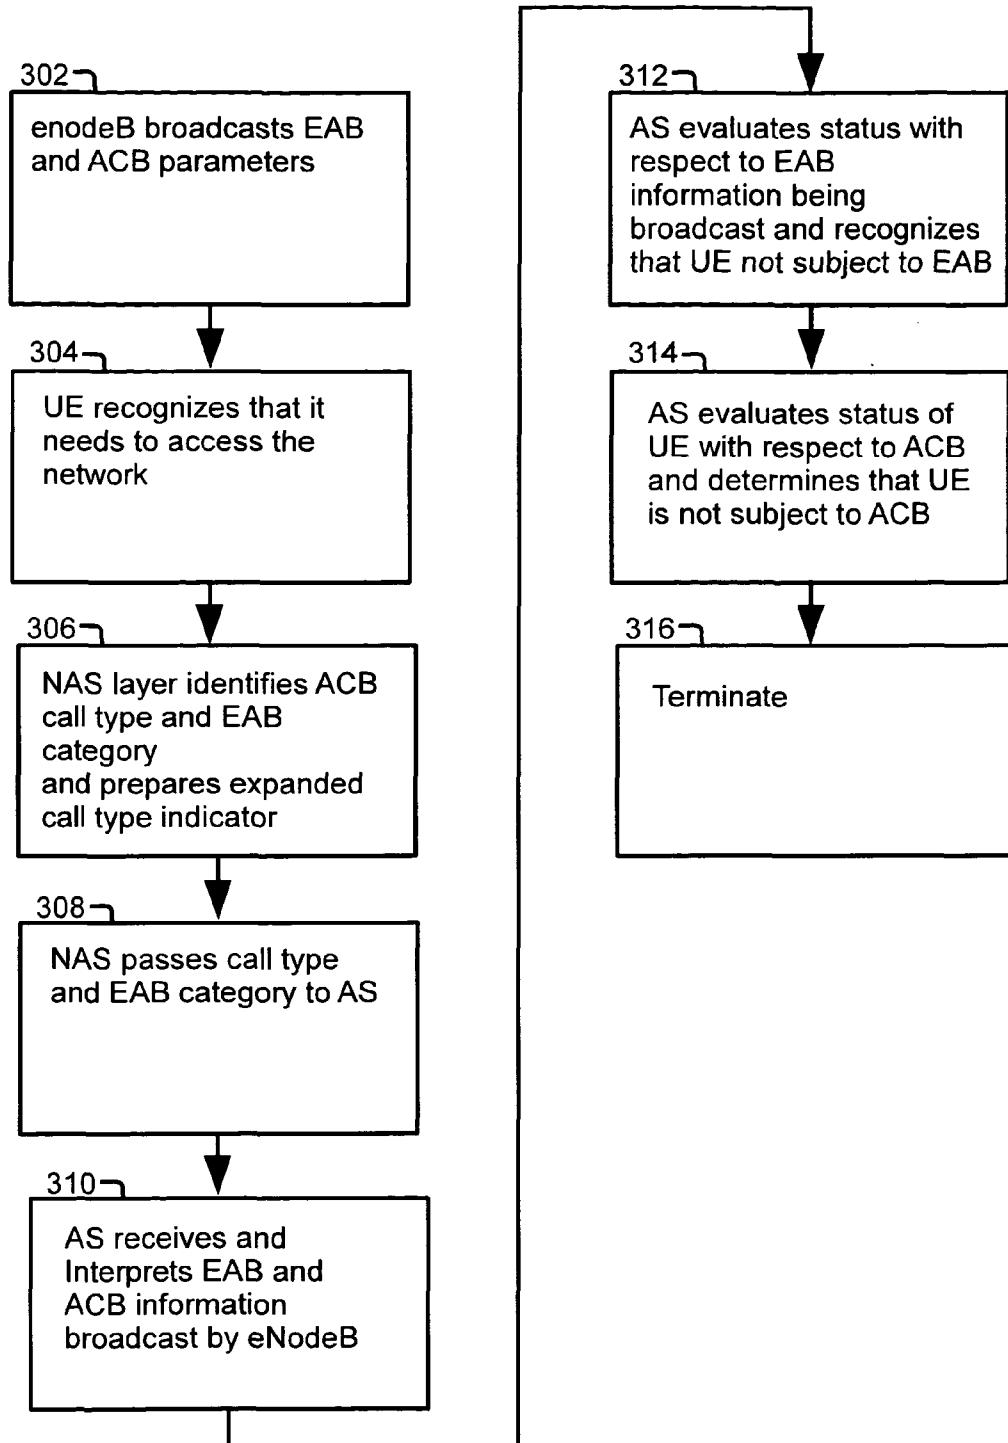 302
enodeB broadcasts EAB
and ACB parameters
304
UE recognizes that it
needs to access the
network
306
NAS layer identifies ACB
call type and EAB
category
and prepares expanded
call type indicator
308
NAS passes call type
and EAB category to AS
310
AS receives and
Interprets EAB and
ACB information
broadcast by eNodeB
312
AS evaluates status with
respect to EAB
information being
broadcast and recognizes
that UE not subject to EAB
314
AS evaluates status of
UE with respect to ACB
and determines that UE
is not subject to ACB
316
Terminate